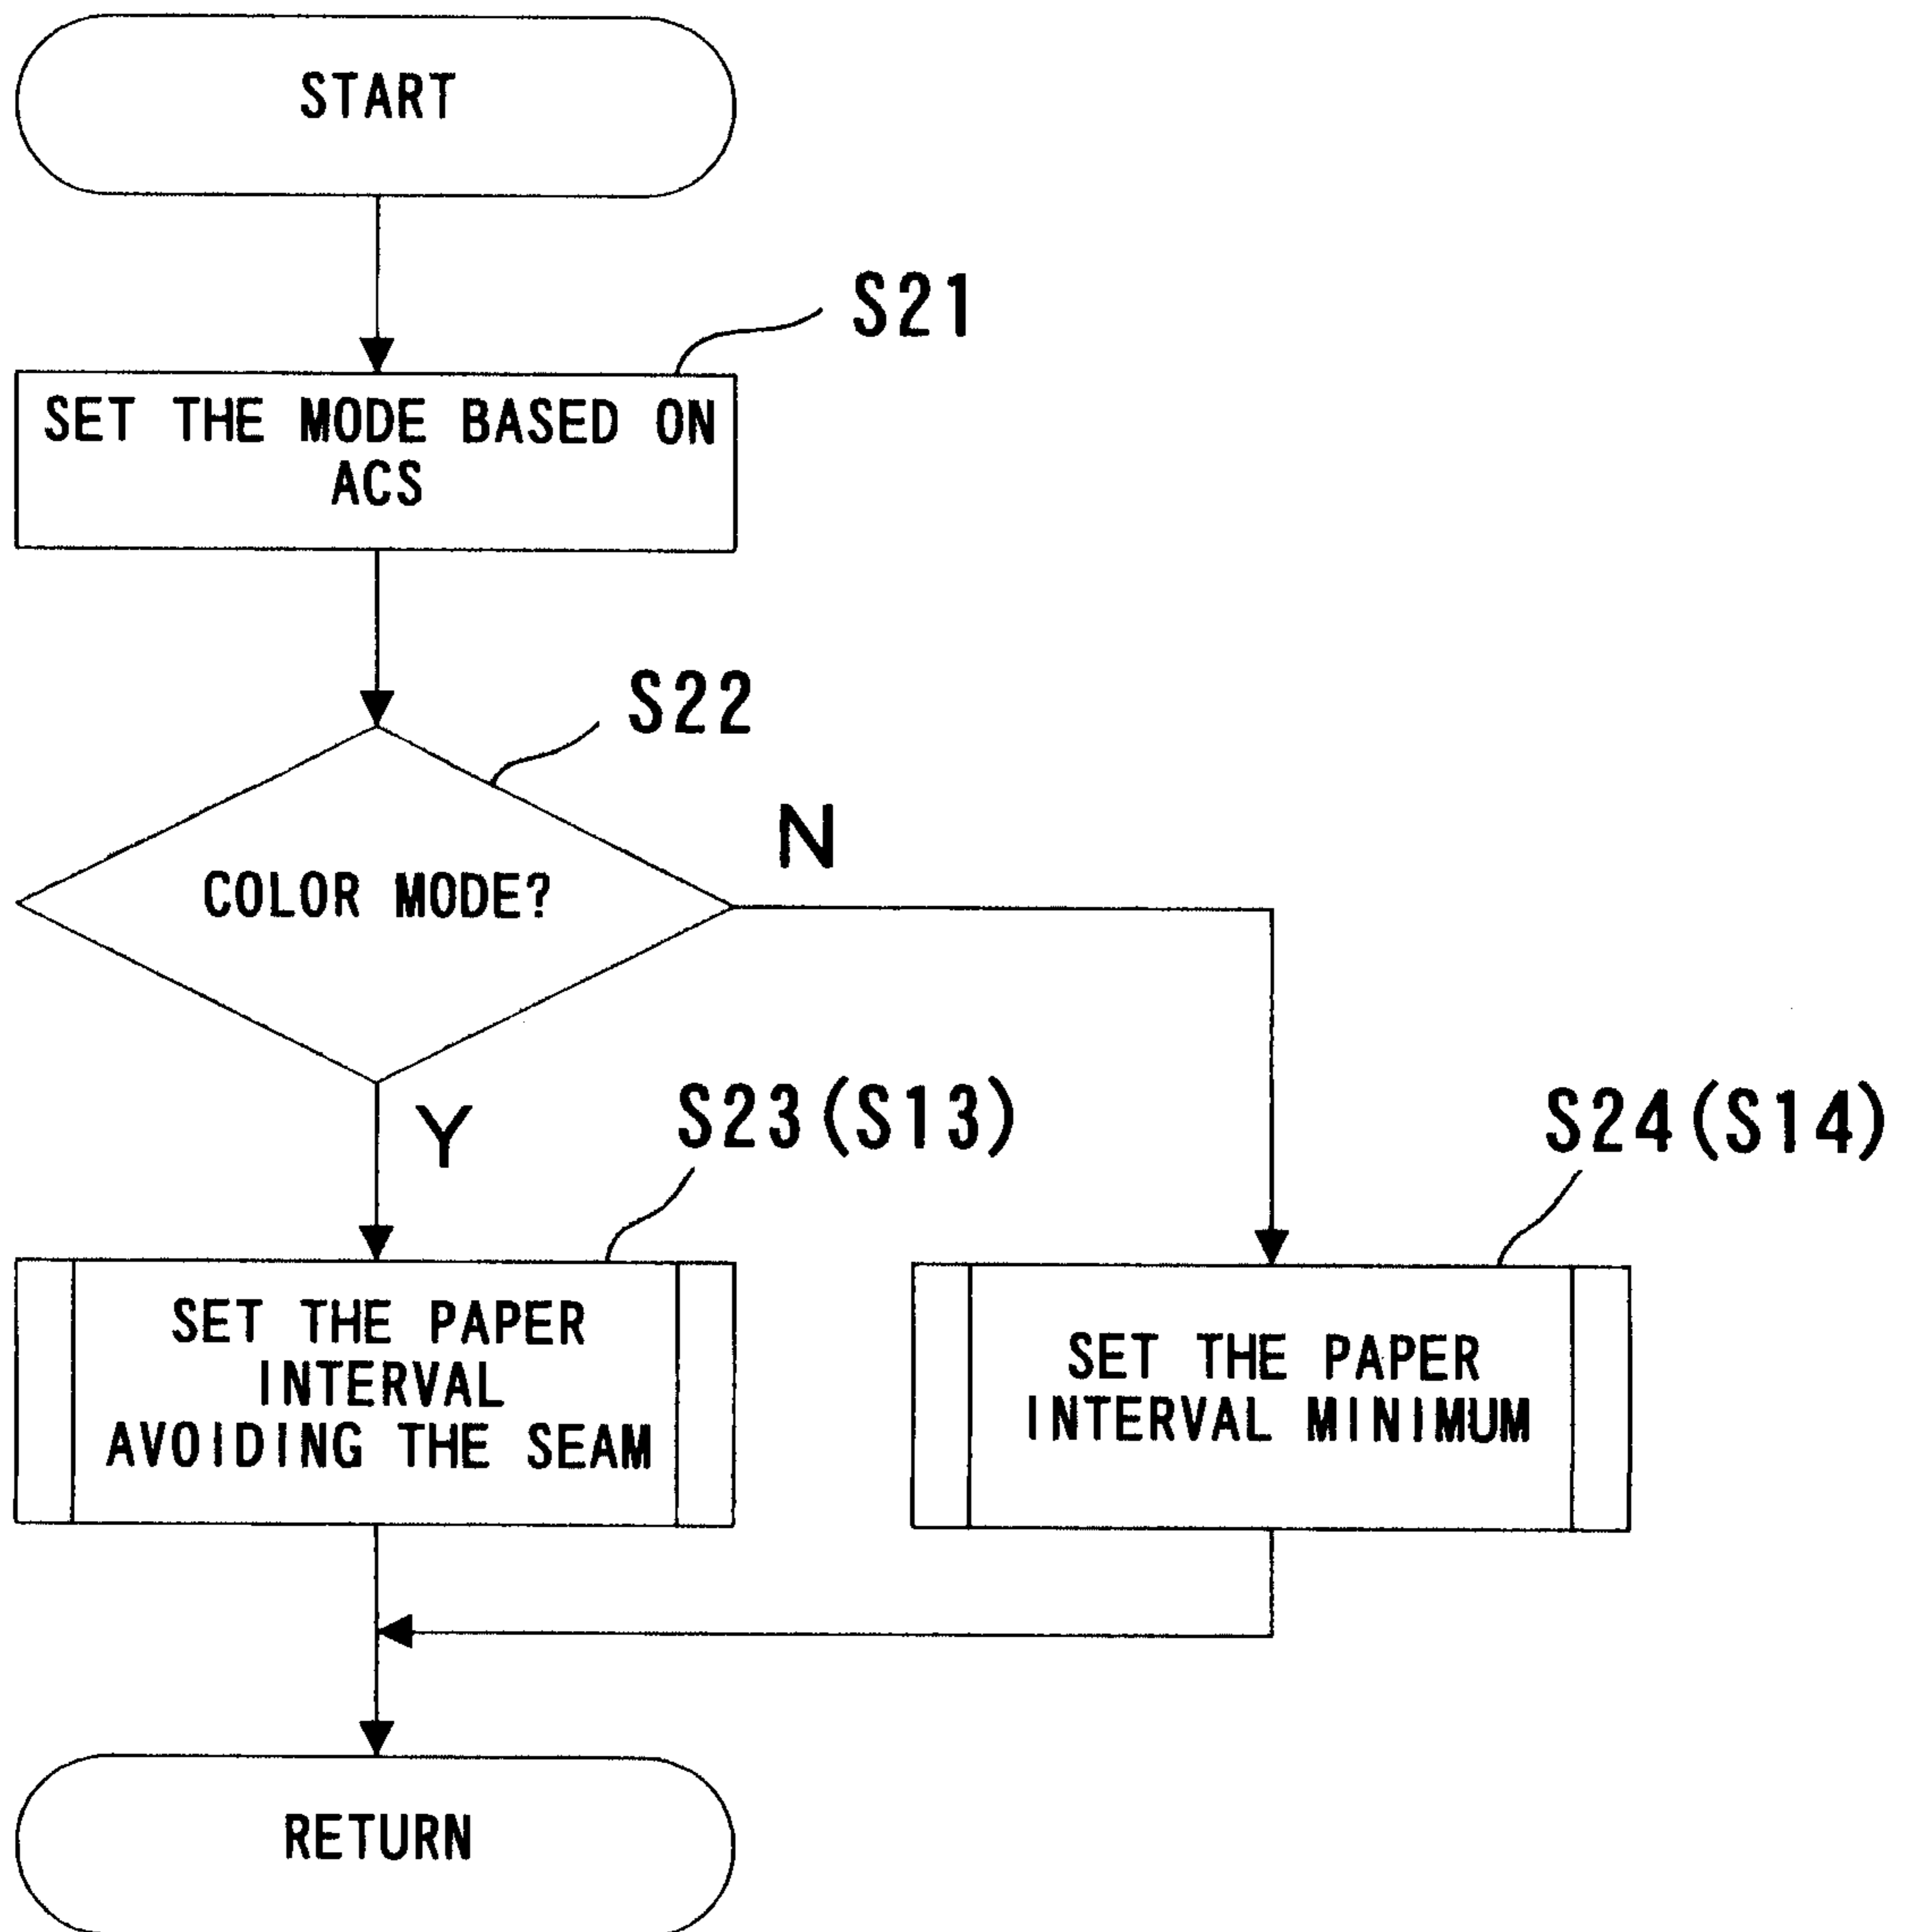 START
S21
SET THE MODE BASED ON
ACS
S22
COLOR MODE?
N
Y
S23(S13)
S24(S14)
SET THE PAPER
INTERVAL
AVOIDING THE SEAM
SET THE PAPER
INTERVAL MINIMUM
RETURN